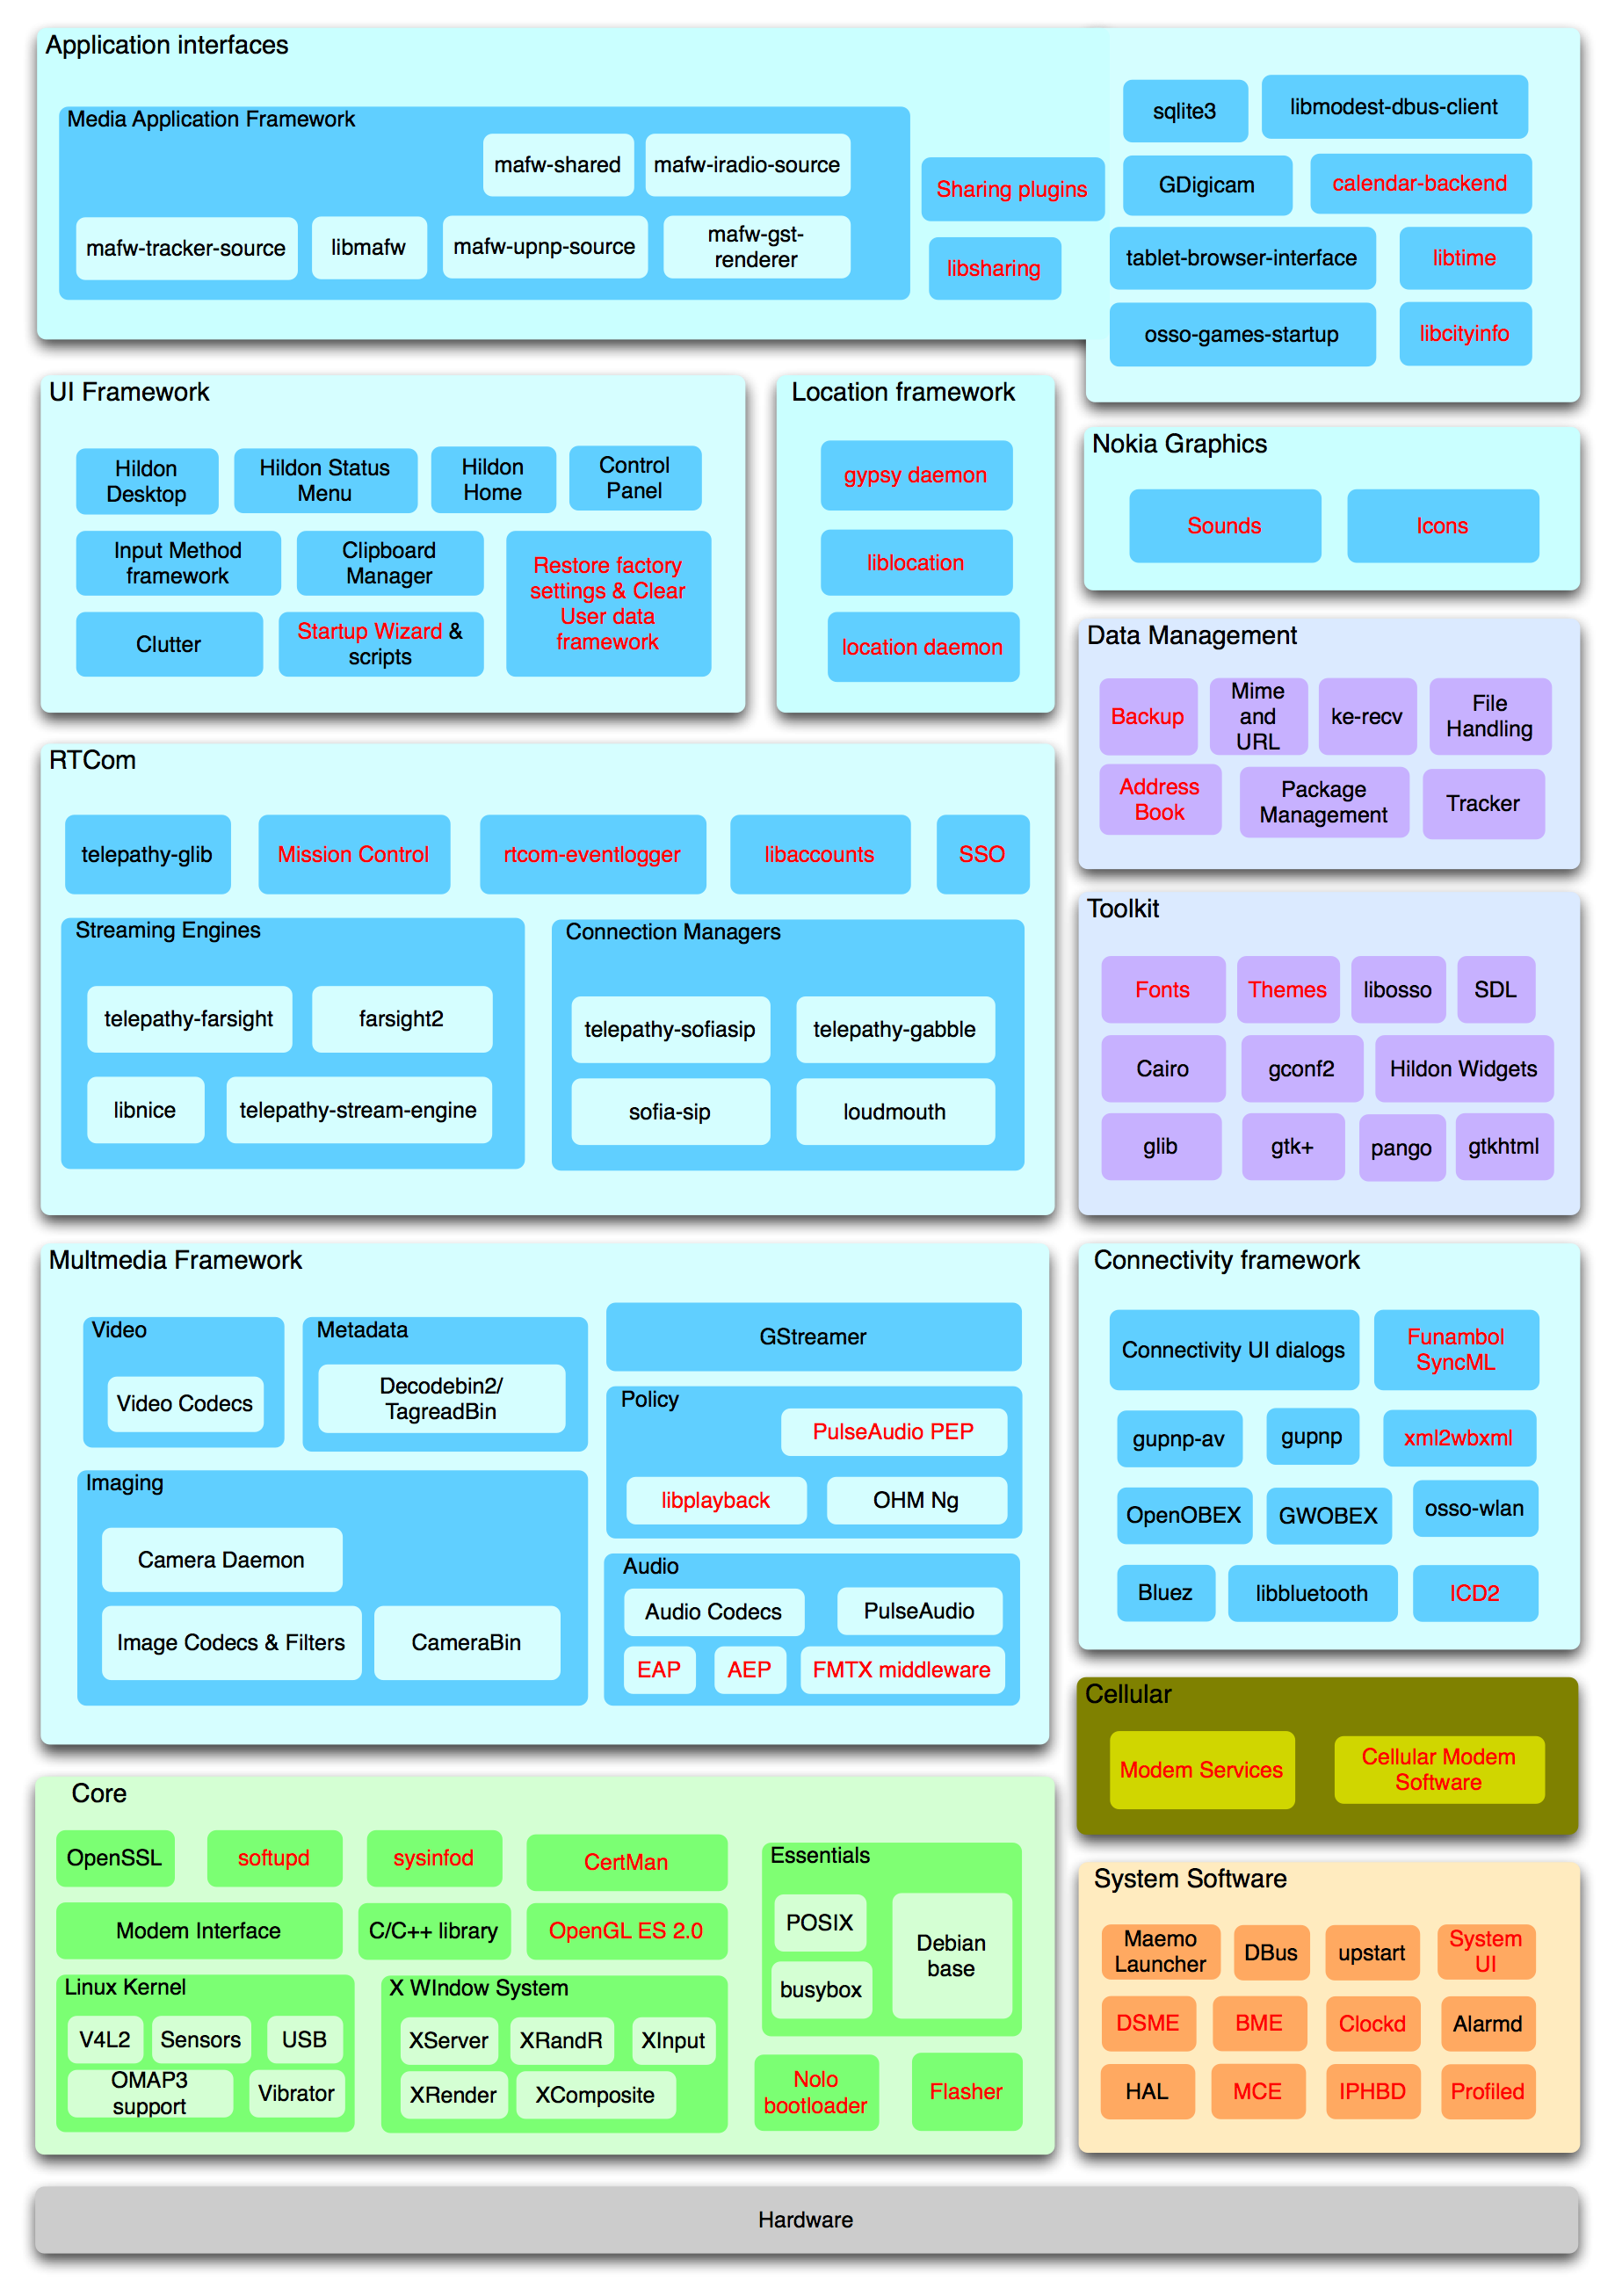 Application interfaces
Media Application Framework
mafw-shared
mafw-iradio-source
mafw-tracker-source
libmafw
mafw-upnp-source
mafw-gst-
renderer
Sharing plugins
libsharing
sqlite3
libmodest-dbus-client
GDigicam
calendar-backend
tablet-browser-interface
libtime
osso-games-startup
libcityinfo
UI Framework
Hildon
Desktop
Hildon Status
Menu
Hildon
Home
Control
Panel
Input Method
framework
Clipboard
Manager
Restore factory
settings & Clear
User data
framework
Clutter
Startup Wizard &
scripts
Location framework
gypsy daemon
liblocation
location daemon
Nokia Graphics
Sounds
Icons
Data Management
Backup
Mime
and
URL
ke-recv
File
Handling
Address
Book
Package
Management
Tracker
RTCom
telepathy-glib
Mission Control
rtcom-eventlogger
libaccounts
SSO
Streaming Engines
telepathy-farsight
farsight2
libnice
telepathy-stream-engine
Connection Managers
telepathy-sofiasip
telepathy-gabble
sofia-sip
loudmouth
Toolkit
Fonts
Themes
libosso
SDL
Cairo
gconf2
Hildon Widgets
glib
gtk+
pango
gtkhtml
Multmedia Framework
Video
Video Codecs
Metadata
Decodebin2/
TagreadBin
GStreamer
Policy
PulseAudio PEP
libplayback
OHM Ng
Imaging
Camera Daemon
Image Codecs & Filters
CameraBin
Audio
Audio Codecs
PulseAudio
EAP
AEP
FMTX middleware
Connectivity framework
Connectivity UI dialogs
Funambol
SyncML
gupnp-av
gupnp
xml2wbxml
OpenOBEX
GWOBEX
osso-wlan
Bluez
libbluetooth
ICD2
Cellular
Modem Services
Cellular Modem
Software
Core
OpenSSL
softupd
sysinfod
CertMan
Modem Interface
C/C++ library
OpenGL ES 2.0
Essentials
POSIX
busybox
Debian
base
Linux Kernel
V4L2
Sensors
USB
OMAP3
support
Vibrator
X WIndow System
XServer
XRandR
XInput
XRender
XComposite
Nolo
bootloader
Flasher
System Software
Maemo
Launcher
DBus
upstart
System
UI
DSME
BME
Clockd
Alarmd
HAL
MCE
IPHBD
Profiled
Hardware